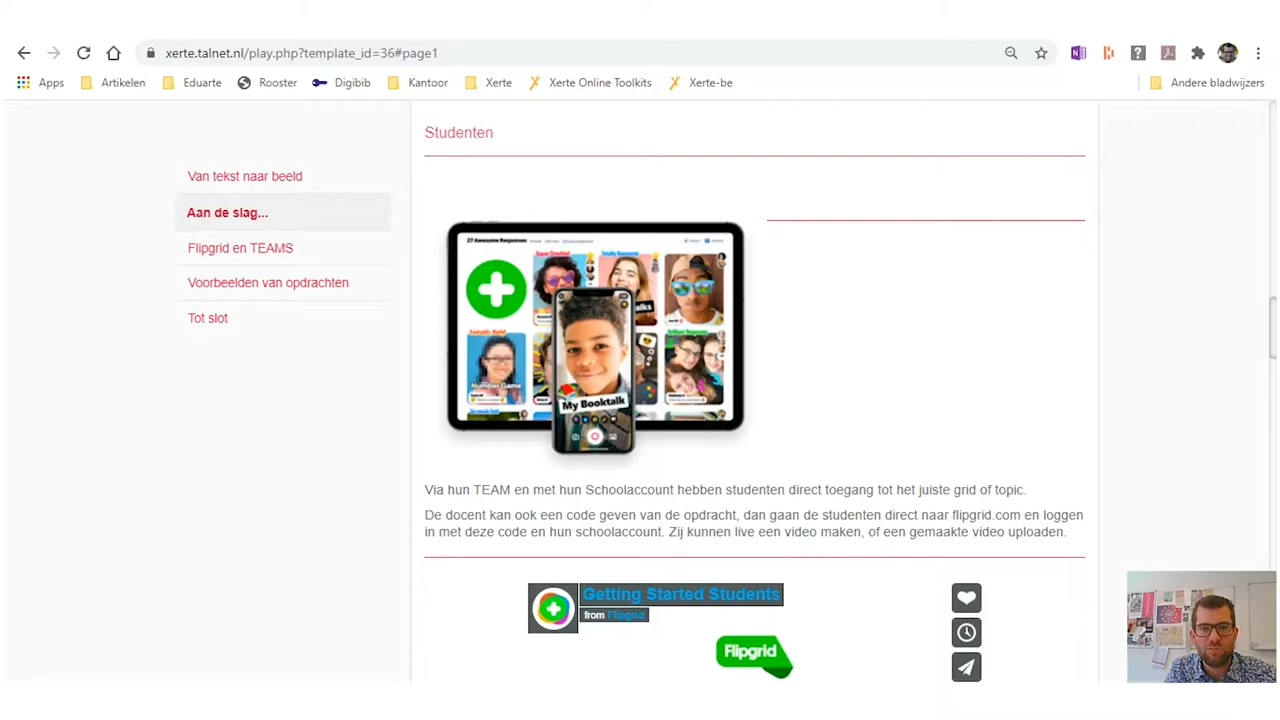 xerte.talnet.nl/play.php?template_id=36#page1
Apps Artikelen Eduarte Rooster Digibib Kantoor Xerte Xerte Online Toolkits Xerte-be Andere bladwijzers
Studenten
Van tekst naar beeld
Aan de slag...
Flipgrid en TEAMS
Voorbeelden van opdrachten
Tot slot
27 Awesome Responses
Number Game
My Booktalk
Via hun TEAM en met hun Schoolaccount hebben studenten direct toegang tot het juiste grid of topic.
De docent kan ook een code geven van de opdracht, dan gaan de studenten direct naar flipgrid.com en loggen
in met deze code en hun schoolaccount. Zij kunnen live een video maken, of een gemaakte video uploaden.
Getting Started Students
from Flipgrid
Flipgrid